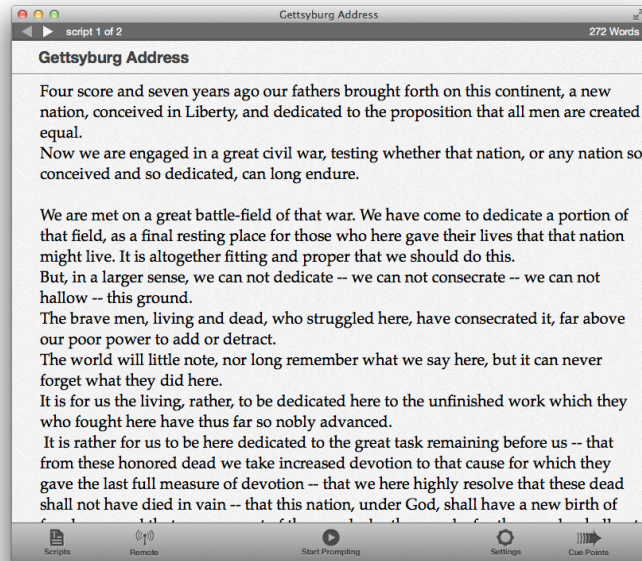 Gettsyburg Address
script 1 of 2
272 Words
Gettsyburg Address
Four score and seven years ago our fathers brought forth on this continent, a new
nation, conceived in Liberty, and dedicated to the proposition that all men are created
equal.
Now we are engaged in a great civil war, testing whether that nation, or any nation so
conceived and so dedicated, can long endure.
We are met on a great battle-field of that war. We have come to dedicate a portion of
that field, as a final resting place for those who here gave their lives that that nation
might live. It is altogether fitting and proper that we should do this.
But, in a larger sense, we can not dedicate -- we can not consecrate -- we can not
hallow -- this ground.
The brave men, living and dead, who struggled here, have consecrated it, far above
our poor power to add or detract.
The world will little note, nor long remember what we say here, but it can never
forget what they did here.
It is for us the living, rather, to be dedicated here to the unfinished work which they
who fought here have thus far so nobly advanced.
It is rather for us to be here dedicated to the great task remaining before us -- that
from these honored dead we take increased devotion to that cause for which they
gave the last full measure of devotion -- that we here highly resolve that these dead
shall not have died in vain -- that this nation, under God, shall have a new birth of
Scripts
Remote
Start Prompting
Settings
Cue Points